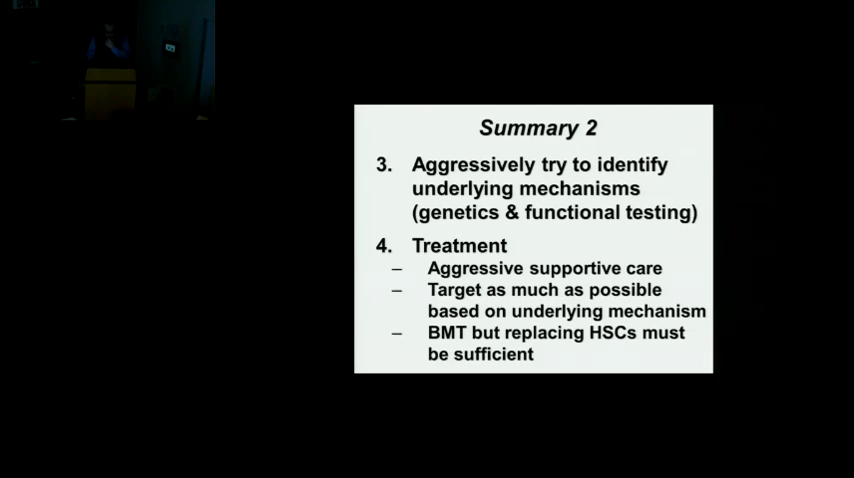 Summary 2
3. Aggressively try to identify
underlying mechanisms
(genetics & functional testing)
4. Treatment
– Aggressive supportive care
– Target as much as possible
based on underlying mechanism
– BMT but replacing HSCs must
be sufficient